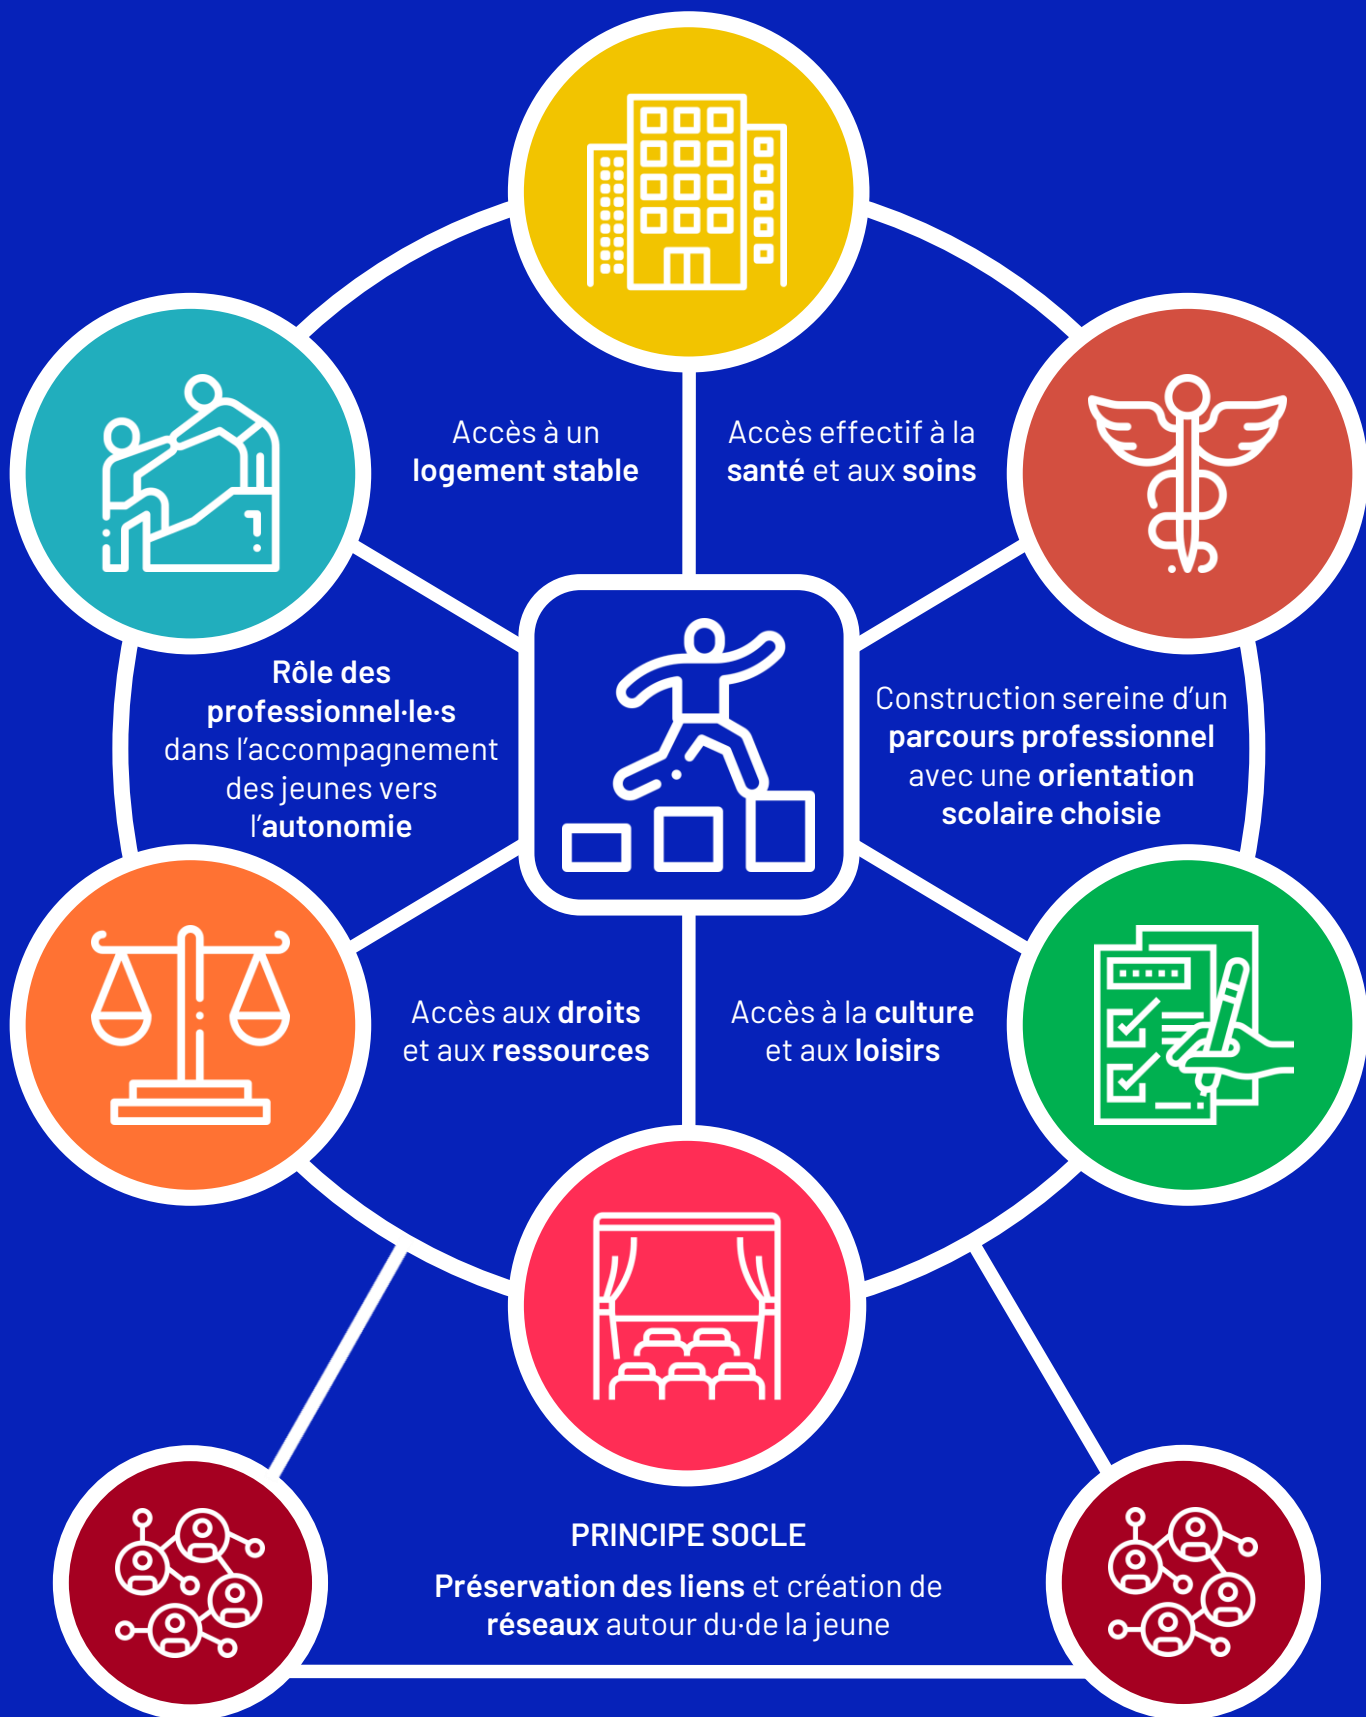 Accès à un
logement stable
Accès effectif à la
santé et aux soins
Rôle des
professionnel·le·s
dans l'accompagnement
des jeunes vers
l'autonomie
Construction sereine d'un
parcours professionnel
avec une orientation
scolaire choisie
Accès aux droits
et aux ressources
Accès à la culture
et aux loisirs
PRINCIPE SOCLE
Préservation des liens et création de
réseaux autour du·de la jeune